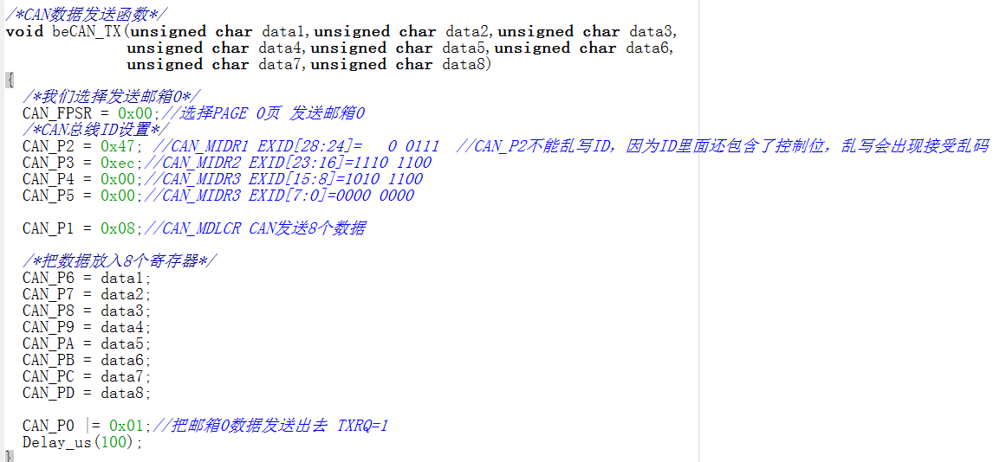 /*CAN数据发送函数*/
void beCAN_TX(unsigned char data1,unsigned char data2,unsigned char data3,
unsigned char data4,unsigned char data5,unsigned char data6,
unsigned char data7,unsigned char data8)
{
/*我们选择发送邮箱0*/
CAN_FPSR = 0x00;//选择PAGE 0页 发送邮箱0
/*CAN总线ID设置*/
CAN_P2 = 0x47; //CAN_MIDR1 EXID[28:24]=   0 0111  //CAN_P2不能乱写ID，因为ID里面还包含了控制位，乱写会出现接受乱码
CAN_P3 = 0xec;//CAN_MIDR2 EXID[23:16]=1110 1100
CAN_P4 = 0x00;//CAN_MIDR3 EXID[15:8]=1010 1100
CAN_P5 = 0x00;//CAN_MIDR3 EXID[7:0]=0000 0000
CAN_P1 = 0x08;//CAN_MDLCR CAN发送8个数据
/*把数据放入8个寄存器*/
CAN_P6 = data1;
CAN_P7 = data2;
CAN_P8 = data3;
CAN_P9 = data4;
CAN_PA = data5;
CAN_PB = data6;
CAN_PC = data7;
CAN_PD = data8;
CAN_P0 |= 0x01;//把邮箱0数据发送出去 TXRQ=1
Delay_us(100);
}